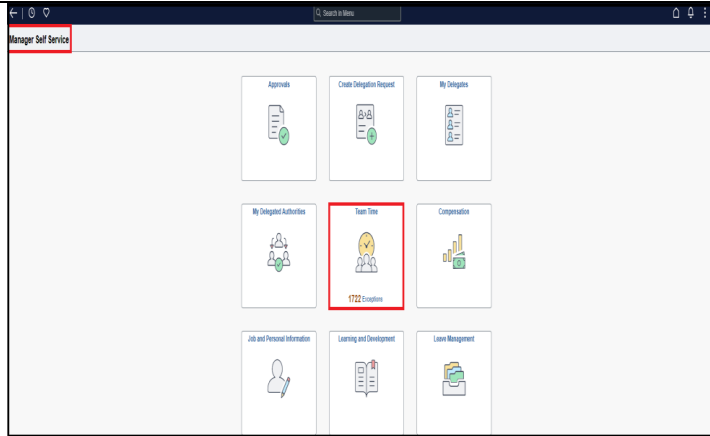 Search in Menu
Manager Self Service
Approvals
Create Delegation Request
My Delegates
My Delegated Authorities
Team Time
Compensation
1722 Exceptions
Job and Personal Information
Learning and Development
Leave Management